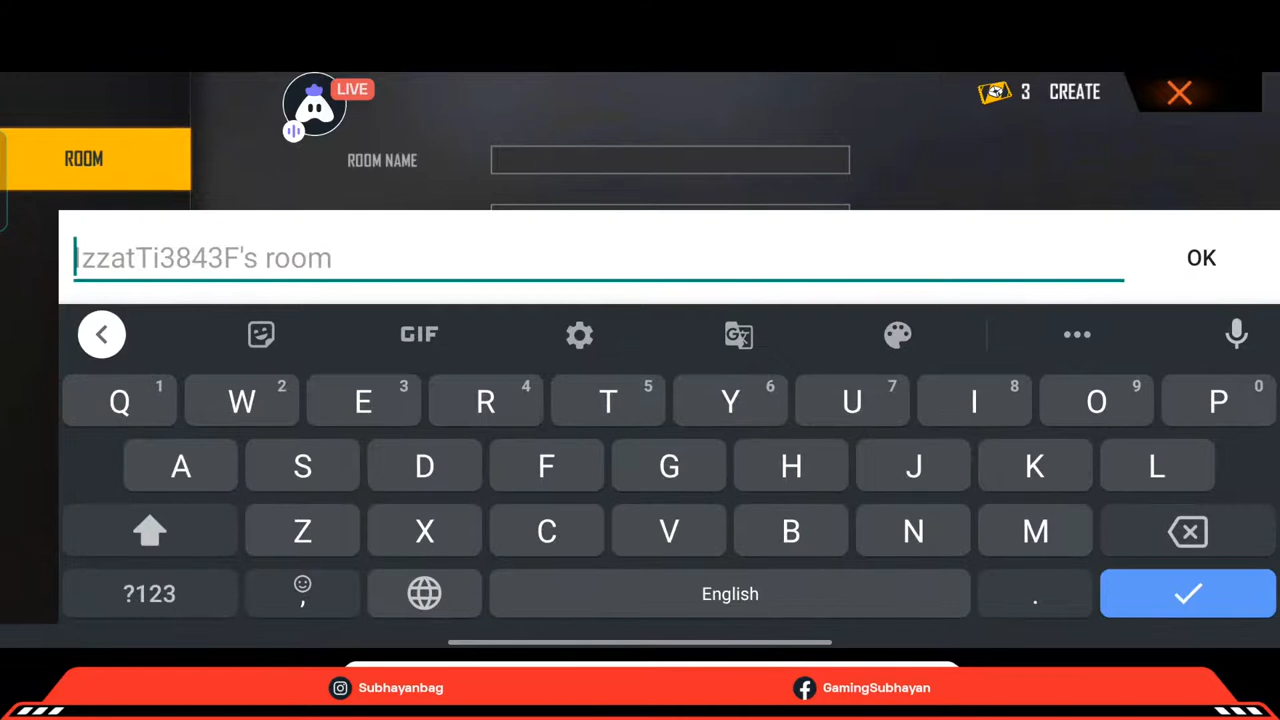 LIVE
3 CREATE
ROOM
ROOM NAME
IzzatTi3843F's room
OK
GIF
Q 1 W 2 E 3 R 4 T 5 Y 6 U 7 I 8 O 9 P 0
A S D F G H J K L
Z X C V B N M
?123 , English .
Subhayanbag GamingSubhayan